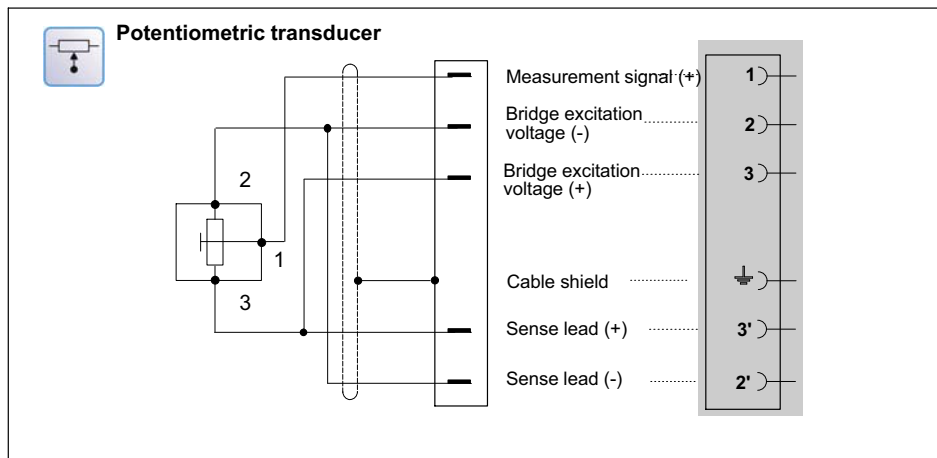 Potentiometric transducer
Measurement signal (+)
1
Bridge excitation
voltage (-)
2
Bridge excitation
voltage (+)
3
2
1
3
Cable shield
Sense lead (+)
3'
Sense lead (-)
2'